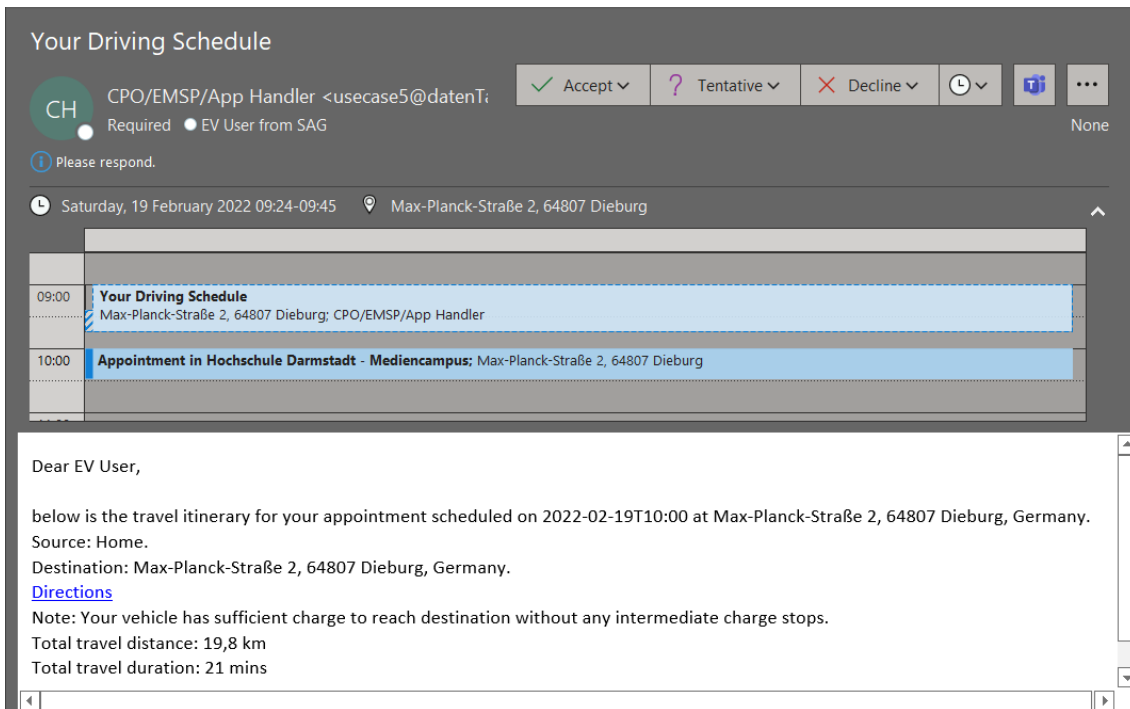 Your Driving Schedule
Accept
? Tentative
Decline
CH
CPO/EMSP/App Handler <usecase5@datenTa
Required EV User from SAG
None
Please respond.
Saturday, 19 February 2022 09:24-09:45 Max-Planck-Straße 2, 64807 Dieburg
09:00 Your Driving Schedule
Max-Planck-Straße 2, 64807 Dieburg; CPO/EMSP/App Handler
10:00 Appointment in Hochschule Darmstadt - Mediencampus; Max-Planck-Straße 2, 64807 Dieburg
Dear EV User,
below is the travel itinerary for your appointment scheduled on 2022-02-19T10:00 at Max-Planck-Straße 2, 64807 Dieburg, Germany.
Source: Home.
Destination: Max-Planck-Straße 2, 64807 Dieburg, Germany.
Directions
Note: Your vehicle has sufficient charge to reach destination without any intermediate charge stops.
Total travel distance: 19,8 km
Total travel duration: 21 mins